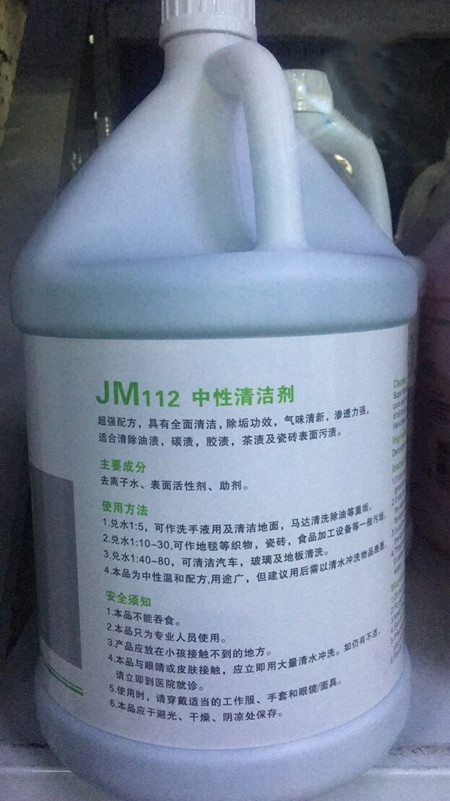 JM112 中性清洁剂
超强配方，具有全面清洁，除垢功效，气味清新，渗透力强，
适合清除油渍，碳渍，胶渍，茶渍及瓷砖表面污渍。
主要成分
去离子水、表面活性剂、助剂。
使用方法
1.兑水1:5，可作洗手液用及清洁地面，马达清洗除油等重垢。
2.兑水1:10-30,可作地毯等织物，瓷砖，食品加工设备等一般污垢。
3.兑水1:40-80，可清洁汽车，玻璃及地板清洗。
4.本品为中性温和配方,用途广，但建议用后需以清水冲洗物品表面。
安全须知
1.本品不能吞食。
2.本品只为专业人员使用。
3.产品应放在小孩接触不到的地方。
4.本品与眼睛或皮肤接触，应立即用大量清水冲洗。如仍有不适，
请立即到医院就诊。
5.使用时，请穿戴适当的工作服、手套和眼镜/面具。
6.本品应于避光、干燥、阴凉处保存。